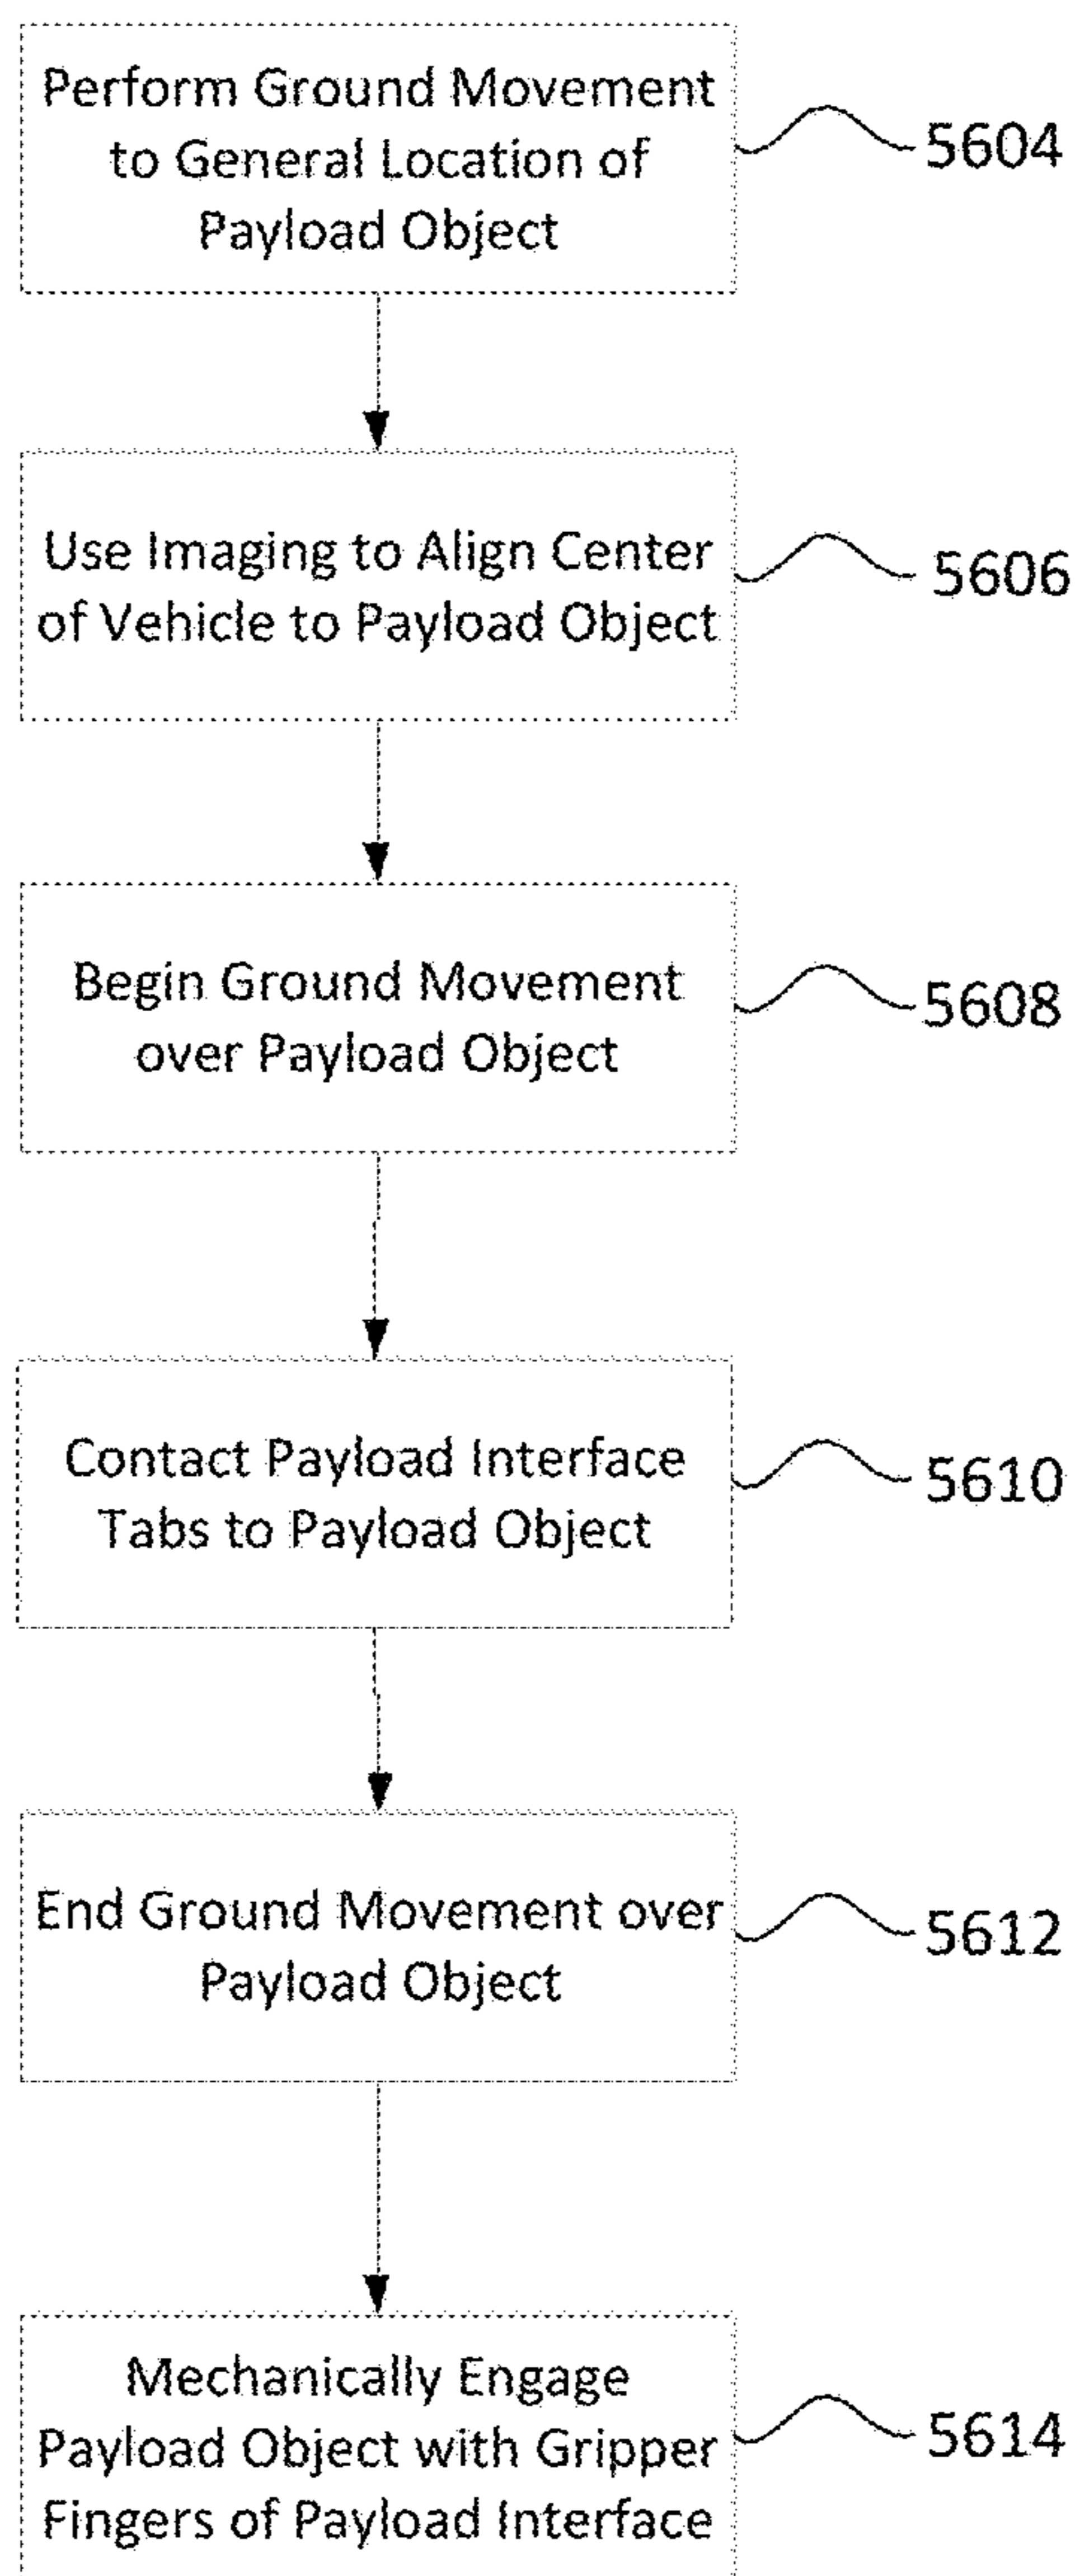 Perform Ground Movement
to General Location of
Payload Object
5604
Use Imaging to Align Center
of Vehicle to Payload Object
5606
Begin Ground Movement
over Payload Object
5608
Contact Payload Interface
Tabs to Payload Object
5610
End Ground Movement over
Payload Object
5612
Mechanically Engage
Payload Object with Gripper
Fingers of Payload Interface
5614